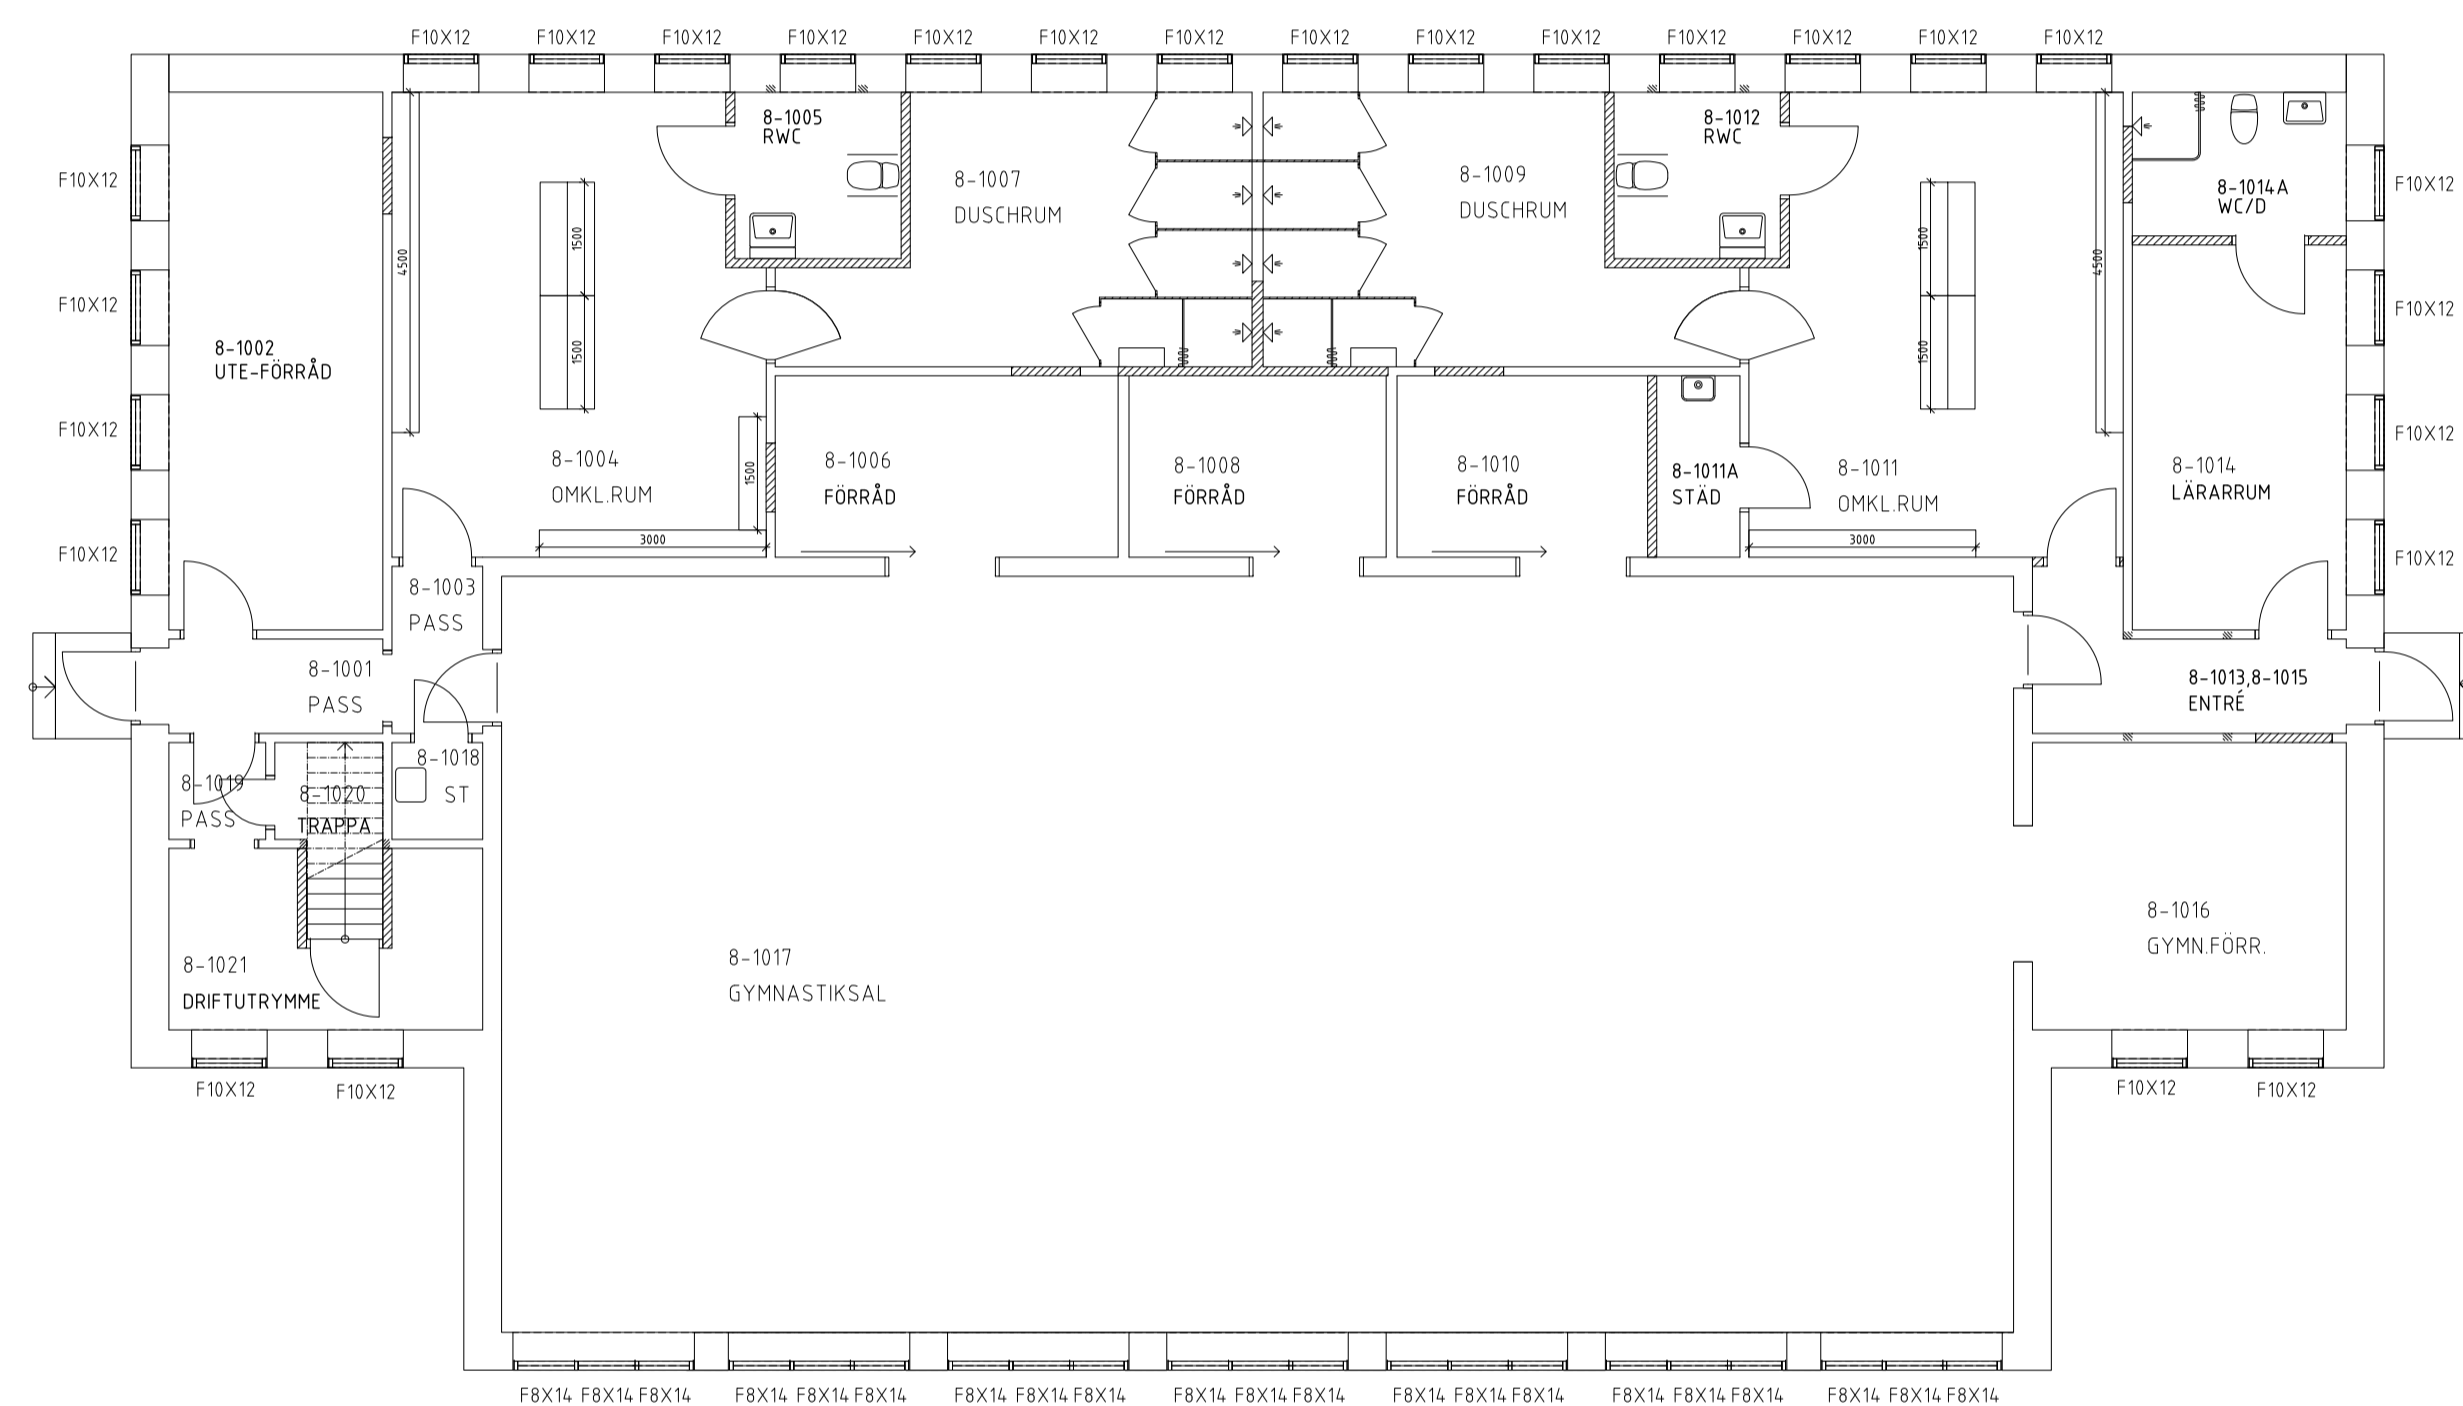 F10X12 F10X12 F10X12 F10X12 F10X12 F10X12 F10X12 F10X12 F10X12 F10X12 F10X12 F10X12 F10X12 F10X12
8-1005
RWC
8-1012
RWC
F10X12
8-1007
DUSCHRUM
8-1009
DUSCHRUM
8-1014A
WC/D
F10X12
4500
1500
1500
1500
1500
4500
F10X12
F10X12
8-1002
UTE-FÖRRÅD
F10X12
F10X12
8-1004
OMKL.RUM
1500
3000
8-1006
FÖRRÅD
8-1008
FÖRRÅD
8-1010
FÖRRÅD
8-1011A
STÄD
8-1011
OMKL.RUM
3000
8-1014
LÄRARRUM
F10X12
F10X12
8-1003
PASS
8-1001
PASS
8-1013,8-1015
ENTRÉ
8-1018
ST
8-1019
PASS
8-1020
TRAPPA
8-1021
DRIFTUTRYMME
8-1017
GYMNASTIKSAL
8-1016
GYMN.FÖRR.
F10X12 F10X12 F10X12 F10X12
F8X14 F8X14 F8X14 F8X14 F8X14 F8X14 F8X14 F8X14 F8X14 F8X14 F8X14 F8X14 F8X14 F8X14 F8X14 F8X14 F8X14 F8X14 F8X14 F8X14 F8X14